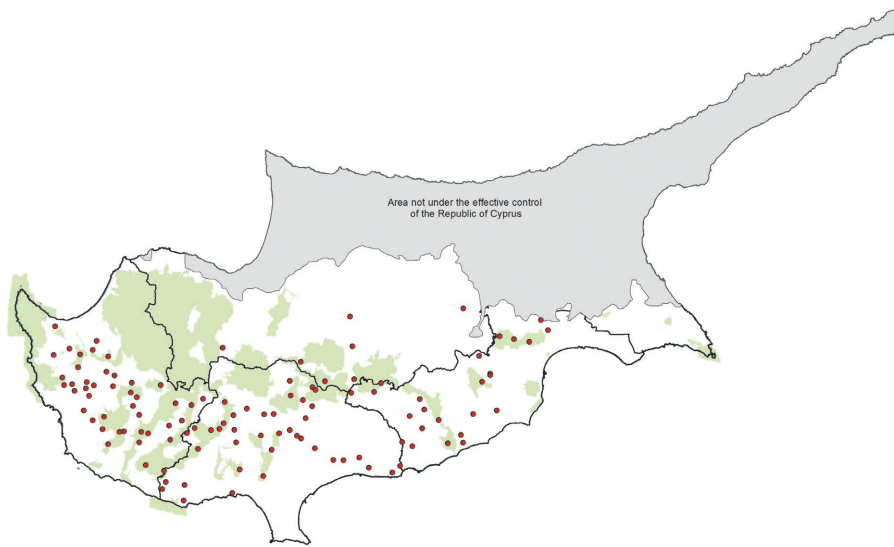 Area not under the effective control
of the Republic of Cyprus